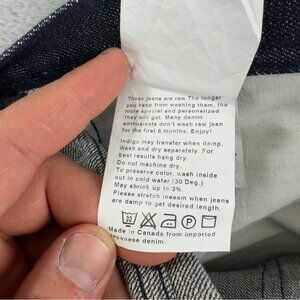 These jeans are raw The longer
you keep from washing them, the
more special and personalized
they will get. Many denim
enthusiasts don't wash raw jean
for the first 6 months. Enjoy!
Indigo may transfer when damp.
Wash and dry separately. For
best results hang dry.
Do not machine dry.
To preserve color, wash inside
out in cold water (30 Deg.)
May shrink up to 3%.
Please stretch inseam when jeans
are damp to get desired length.
30
P
Made in Canada from imported
Japanese denim.